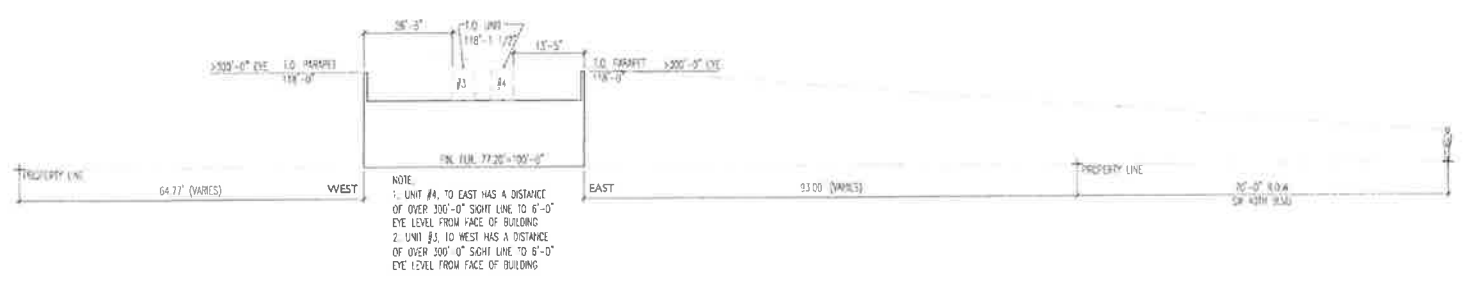 T.O. UNIT
118'-1 1/2"
13'-5"
>300'-0" EYE T.O. PARAPET
118'-0"
T.O. PARAPET >300'-0" EYE
118'-0"
#3 #4
FIN. FLR. 77.20'=100'-0"
PROPERTY LINE
PROPERTY LINE
64.77' (VARIES)
WEST
EAST
93.00 (VARIES)
70'-0" R.O.W.
NOTE:
1. UNIT #4, TO EAST HAS A DISTANCE
OF OVER 300'-0" SIGHT LINE TO 6'-0"
EYE LEVEL FROM FACE OF BUILDING
2. UNIT #3, TO WEST HAS A DISTANCE
OF OVER 300'-0" SIGHT LINE TO 6'-0"
EYE LEVEL FROM FACE OF BUILDING